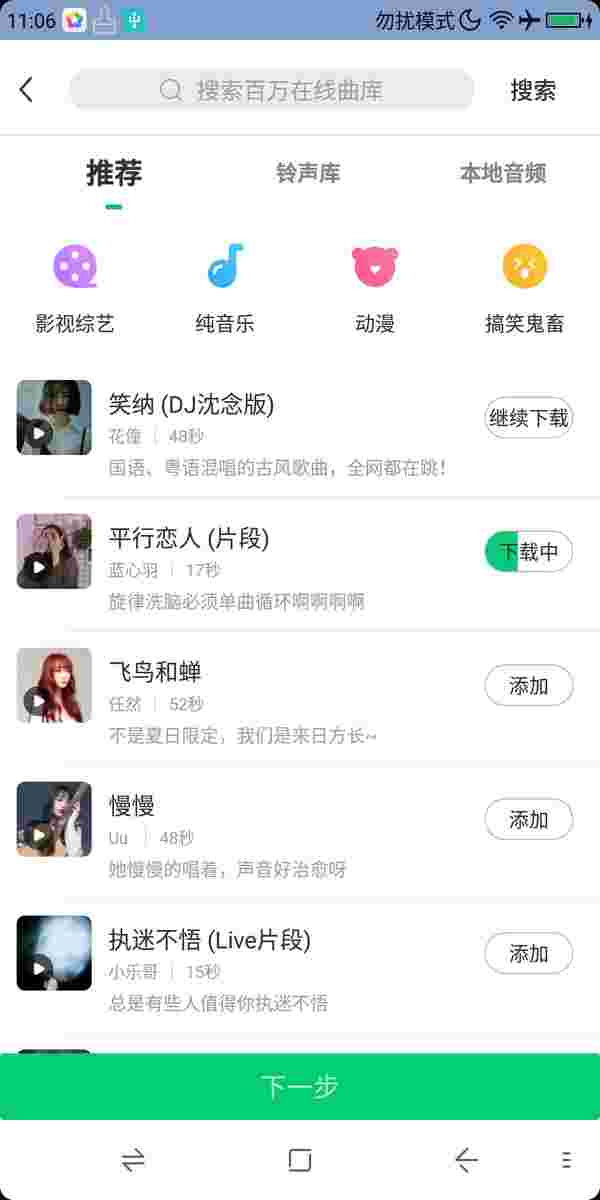 11:06 勿扰模式
搜索百万在线曲库 搜索
推荐 铃声库 本地音频
影视综艺 纯音乐 动漫 搞笑鬼畜
笑纳 (DJ沈念版)
继续下载
花僮 | 48秒
国语、粤语混唱的古风歌曲，全网都在跳！
平行恋人 (片段)
下载中
蓝心羽 | 17秒
旋律洗脑必须单曲循环啊啊啊啊
飞鸟和蝉
添加
任然 | 52秒
不是夏日限定，我们是来日方长~
慢慢
添加
Uu | 48秒
她慢慢的唱着，声音好治愈呀
执迷不悟 (Live片段)
添加
小乐哥 | 15秒
总是有些人值得你执迷不悟
下一步